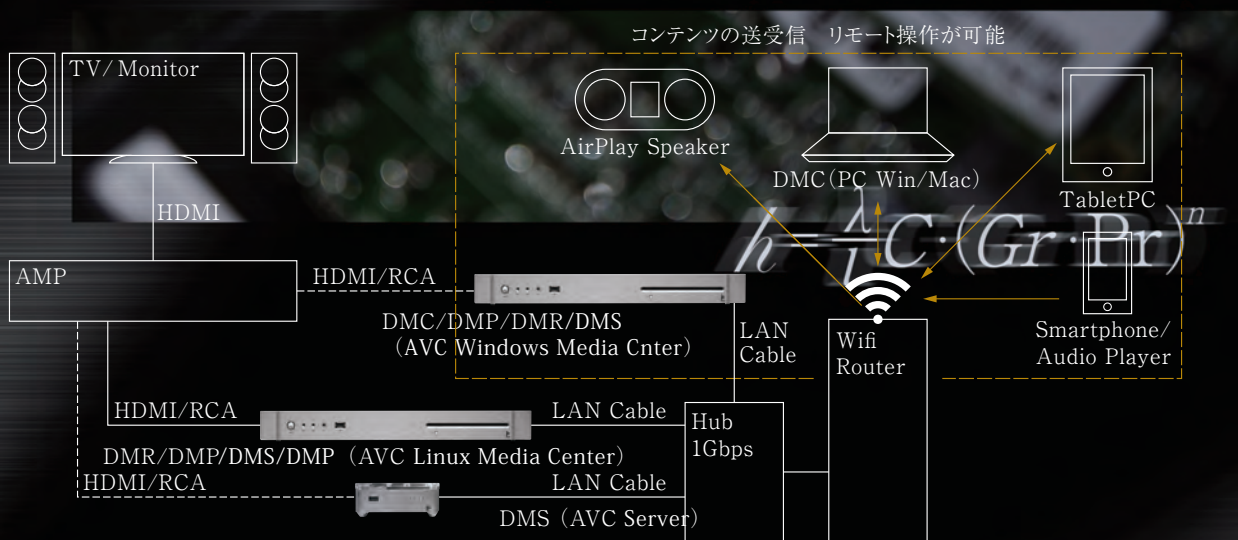 コンテンツの送受信　リモート操作が可能
TV/Monitor
AirPlay Speaker
DMC（PC Win/Mac）
TabletPC
HDMI
h=λ/l C·(Gr·Pr)n
AMP
HDMI/RCA
DMC/DMP/DMR/DMS
（AVC Windows Media Cnter）
LAN
Cable
Wifi
Router
Smartphone/
Audio Player
HDMI/RCA
LAN Cable
Hub
1Gbps
DMR/DMP/DMS/DMP（AVC Linux Media Center）
HDMI/RCA
LAN Cable
DMS（AVC Server）